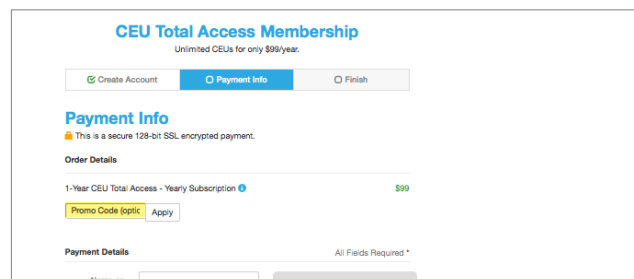 CEU Total Access Membership
Unlimited CEUs for only $99/year.
Create Account Payment Info Finish
Payment Info
This is a secure 128-bit SSL encrypted payment.
Order Details
1-Year CEU Total Access - Yearly Subscription $99
Promo Code (optic Apply
Payment Details All Fields Required *